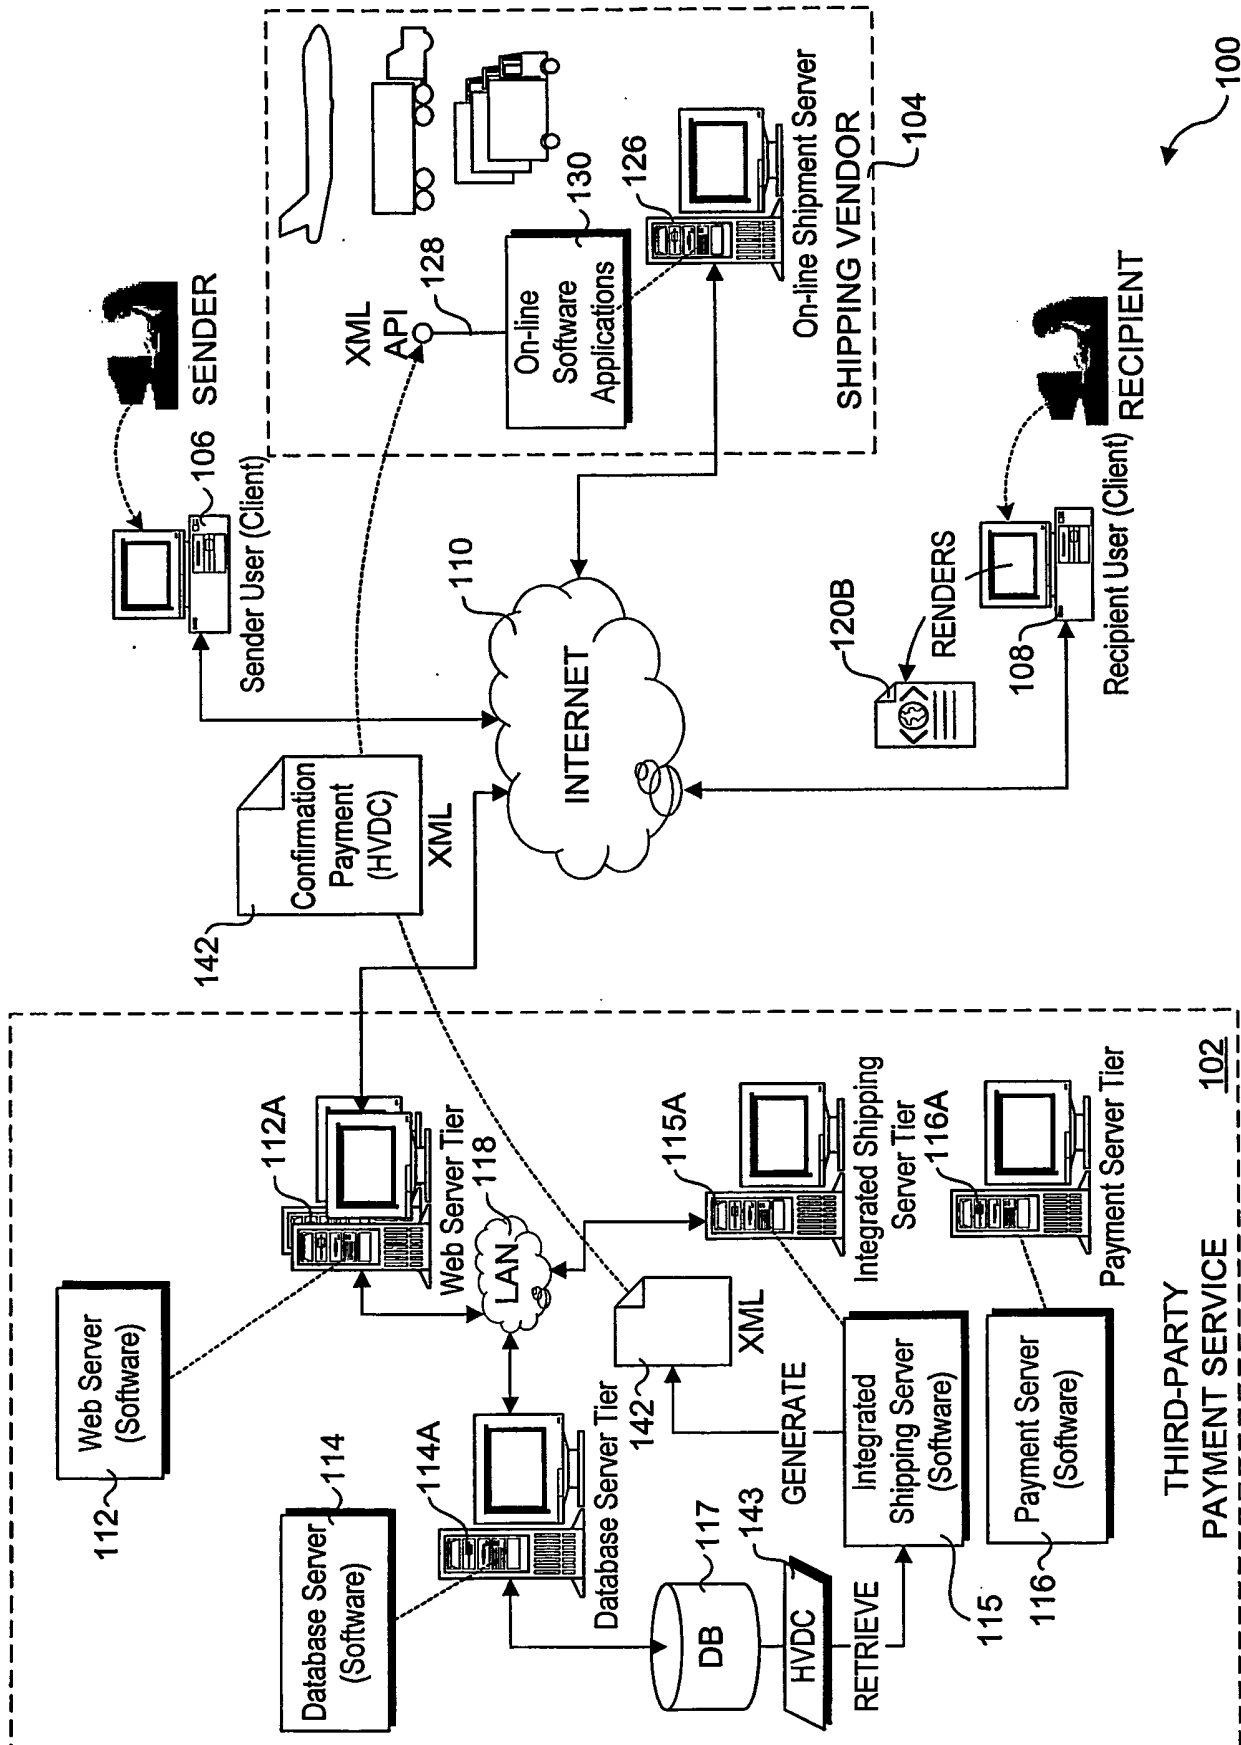 112
Web Server
(Software)
112A
Web Server Tier
114
Database Server
(Software)
114A
Database Server Tier
118
LAN
117
DB
143
HVDC
RETRIEVE
GENERATE
142
XML
115A
Integrated Shipping
Server Tier
Integrated
Shipping Server
(Software)
115
116A
Payment Server Tier
Payment Server
(Software)
116
THIRD-PARTY
PAYMENT SERVICE
102
142
Confirmation
Payment
(HVDC)
XML
110
INTERNET
106
Sender User (Client)
SENDER
XML
API
128
On-line
Software
Applications
130
126
On-line Shipment Server
SHIPPING VENDOR
104
120B
RENDERS
108
Recipient User (Client)
RECIPIENT
100